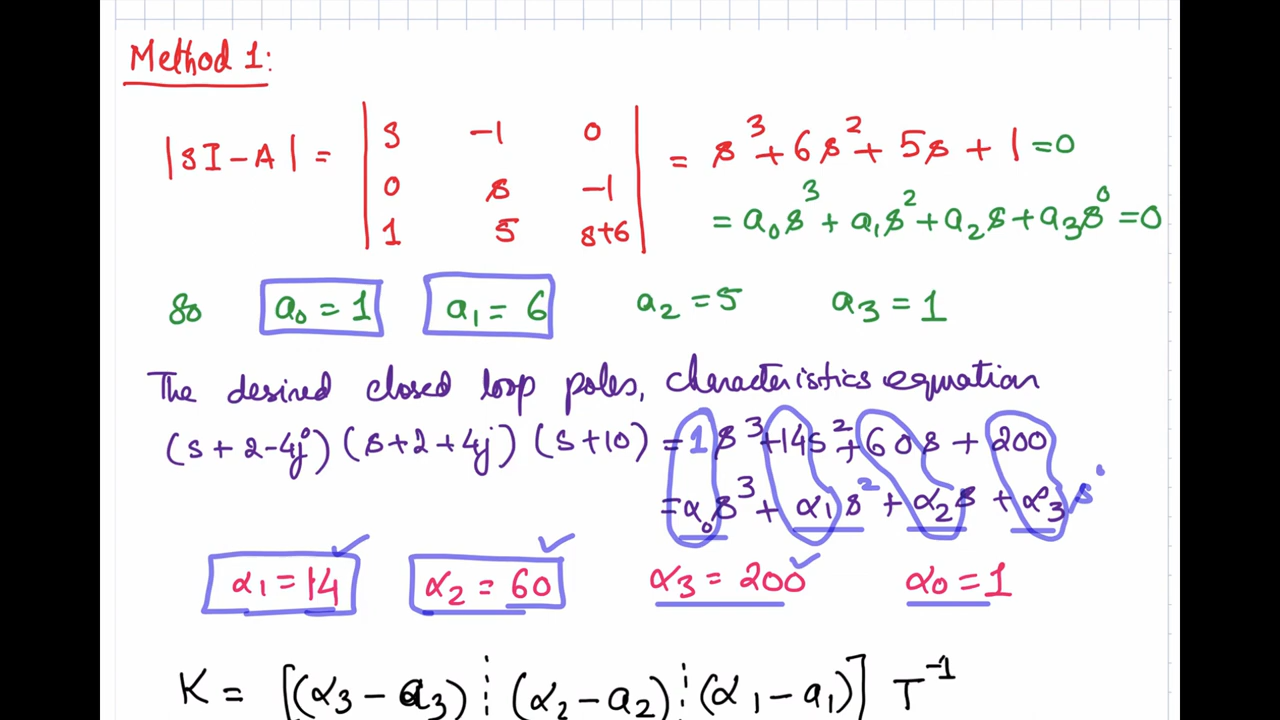 Method 1:
|sI-A| = | s -1 0 | = s³ + 6s² + 5s + 1 = 0
| 0 s -1 |
| 1 5 s+6 |
= a₀s³ + a₁s² + a₂s + a₃s⁰ = 0
so a₀ = 1 a₁ = 6 a₂ = 5 a₃ = 1
The desired closed loop poles, characteristics equation
(s+2-4j) (s+2+4j) (s+10) = 1s³+14s²+60s+200
= α₀s³ + α₁s² + α₂s + α₃s⁰
α₁ = 14 α₂ = 60 α₃ = 200 α₀ = 1
K = [(α₃ - a₃) ⋮ (α₂ - a₂) ⋮ (α₁ - a₁)] T⁻¹